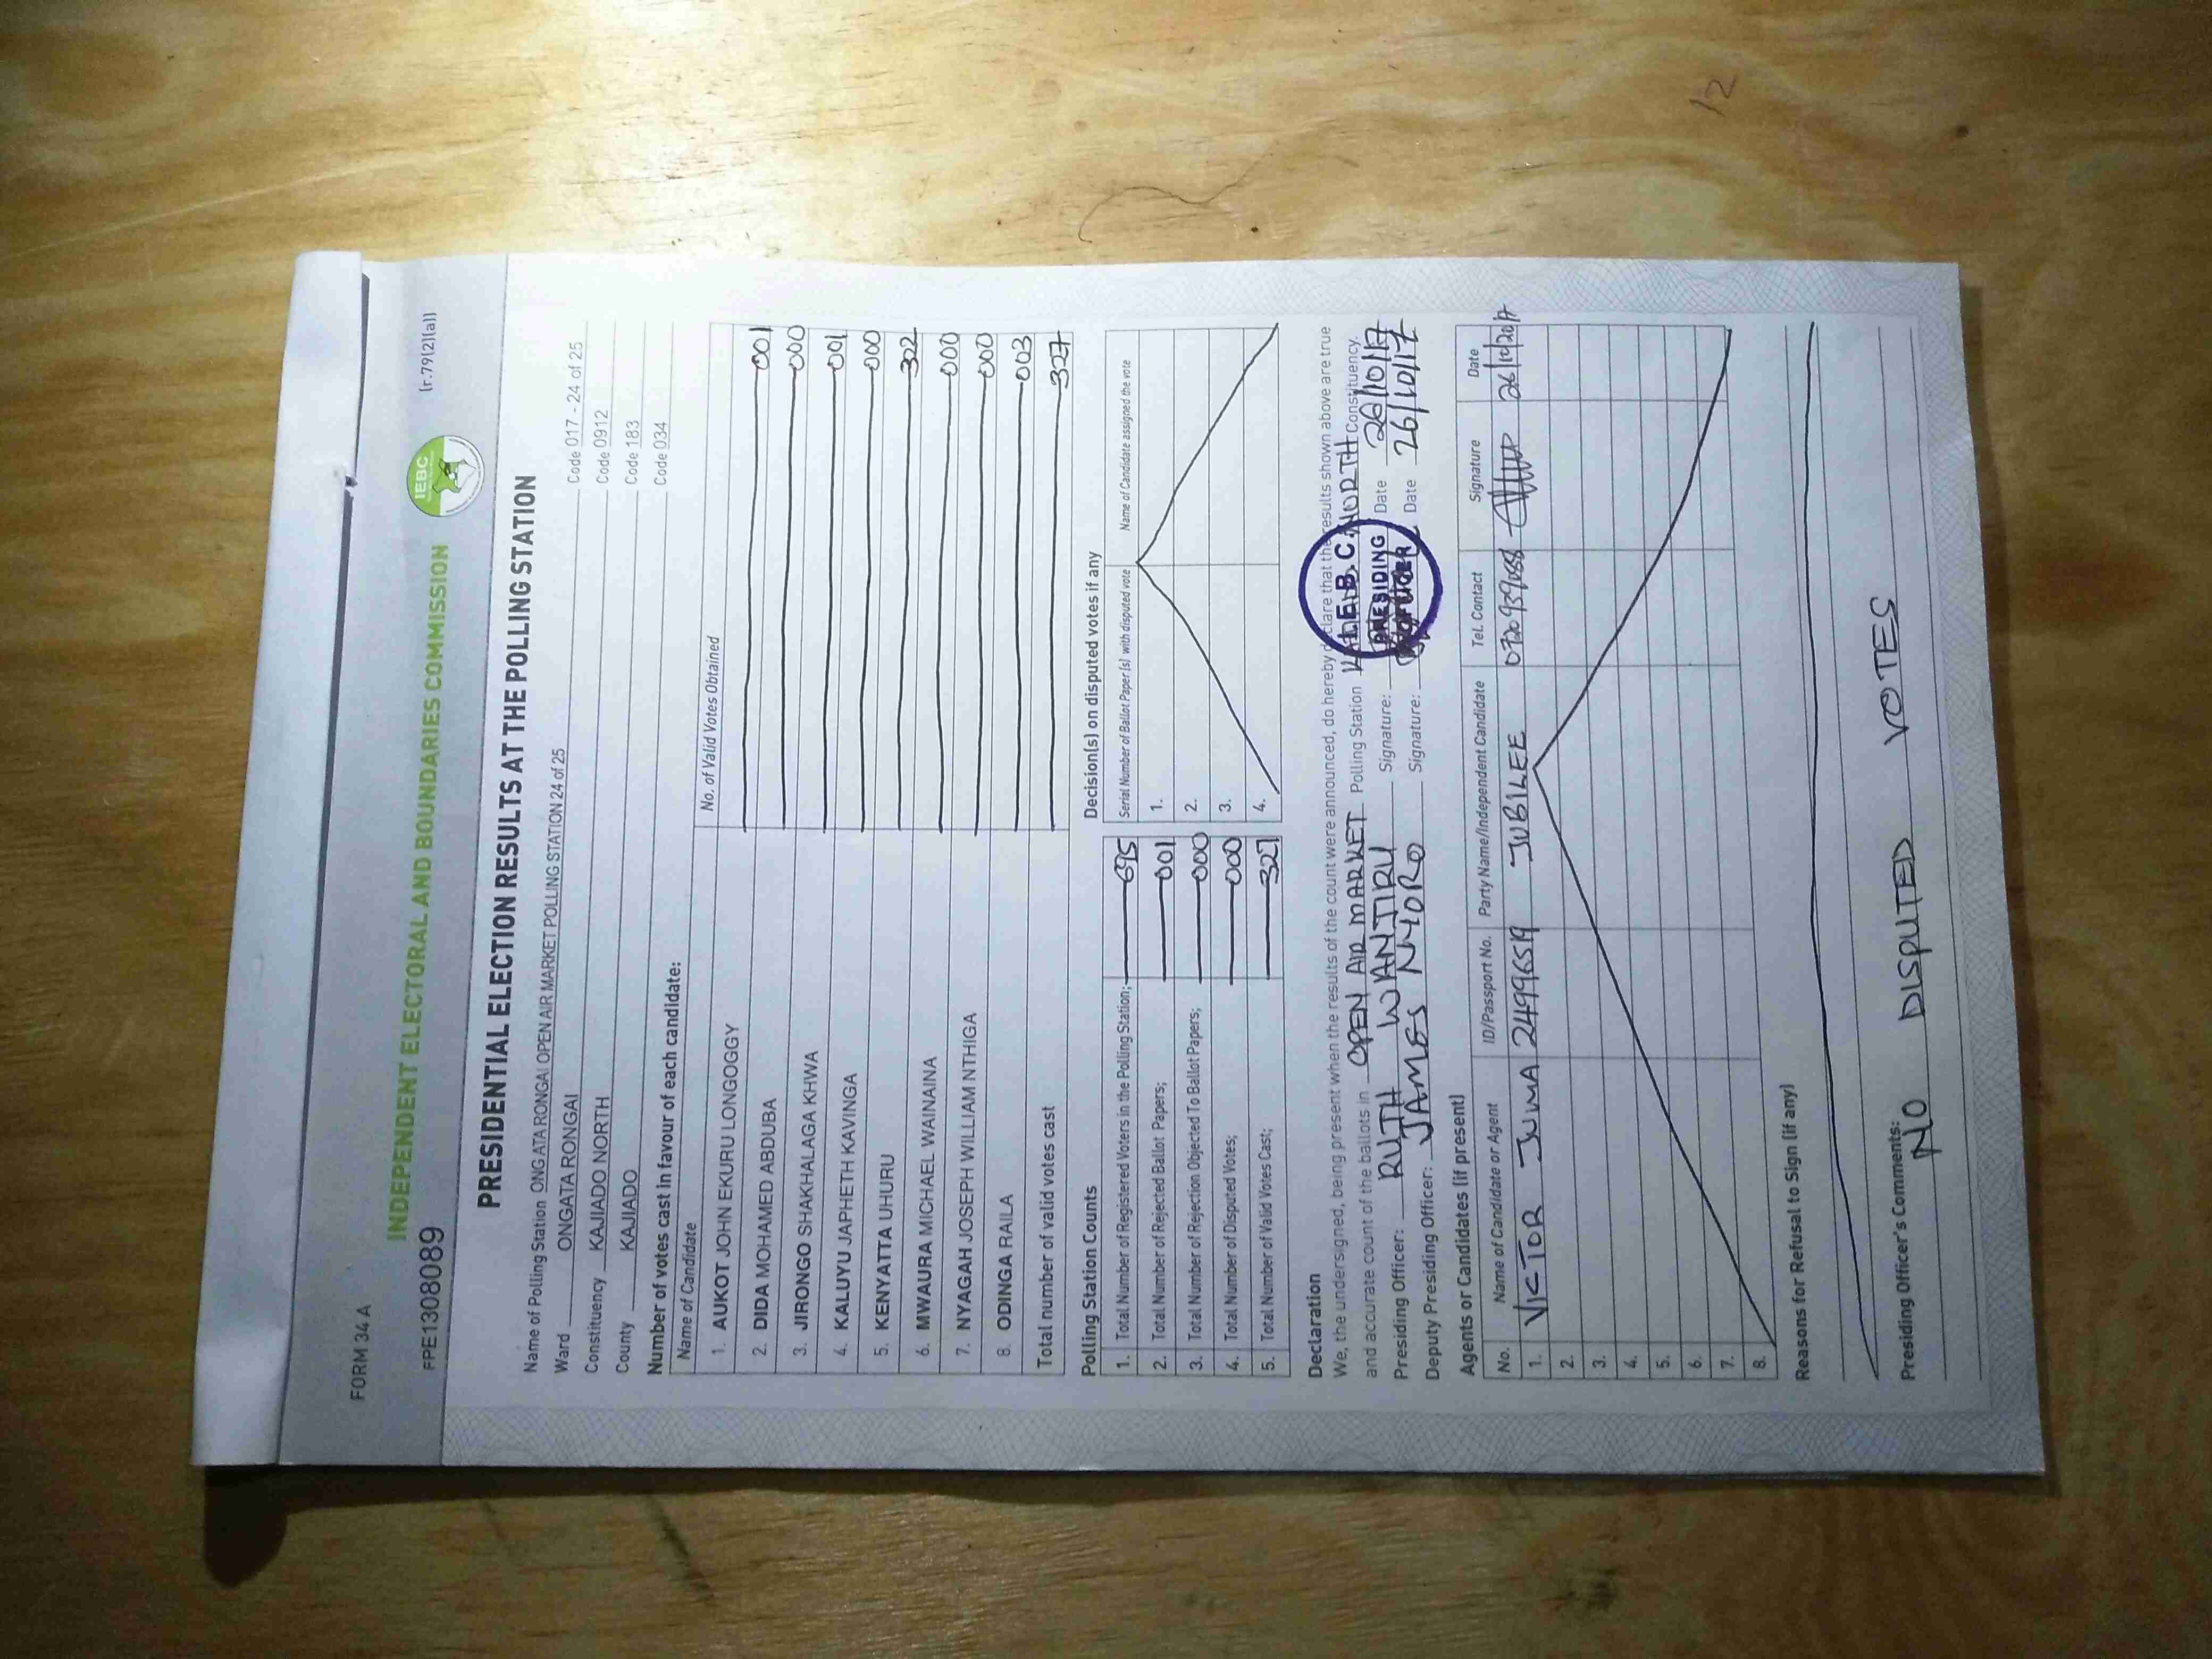 FORM 34 A
(r.79(2)(a))
INDEPENDENT ELECTORAL AND BOUNDARIES COMMISSION
IEBC
FPE1308089
PRESIDENTIAL ELECTION RESULTS AT THE POLLING STATION
Name of Polling Station ONG ATA RONGAI OPEN AIR MARKET POLLING STATION 24 of 25 Code 017 - 24 of 25
Ward ONGATA RONGAI Code 0912
Constituency KAJIADO NORTH Code 183
County KAJIADO Code 034
Number of votes cast in favour of each candidate:
Name of Candidate No. of Valid Votes Obtained
1. AUKOT JOHN EKURU LONGOGGY 001
2. DIDA MOHAMED ABDUBA 000
3. JIRONGO SHAKHALAGA KHWA 001
4. KALUYU JAPHETH KAVINGA 000
5. KENYATTA UHURU 322
6. MWAURA MICHAEL WAINAINA 000
7. NYAGAH JOSEPH WILLIAM NTHIGA 000
8. ODINGA RAILA 003
Total number of valid votes cast 327
Polling Station Counts
1. Total Number of Registered Voters in the Polling Station; 695
2. Total Number of Rejected Ballot Papers; 001
3. Total Number of Rejection Objected To Ballot Papers; 000
4. Total Number of Disputed Votes; 000
5. Total Number of Valid Votes Cast; 327
Decision(s) on disputed votes if any
Serial Number of Ballot Paper (s) with disputed vote Name of Candidate assigned the vote
1.
2.
3.
4.
Declaration
We, the undersigned, being present when the results of the count were announced, do hereby declare that the results shown above are true
and accurate count of the ballots in OPEN AIR MARKET Polling Station NORTH Constituency.
Presiding Officer: RUTH WANJIRU Signature: Date 26/10/17
Deputy Presiding Officer: JAMES NYORO Signature: Date 26/10/17
I.E.B.C.
PRESIDING
OFFICER
Agents or Candidates (if present)
No. Name of Candidate or Agent ID/Passport No. Party Name/Independent Candidate Tel. Contact Signature Date
1. VICTOR JUMA 24996519 JUBILEE 0720939088 26/10/2017
2.
3.
4.
5.
6.
7.
8.
Reasons for Refusal to Sign (if any)
Presiding Officer's Comments:
NO DISPUTED VOTES
12